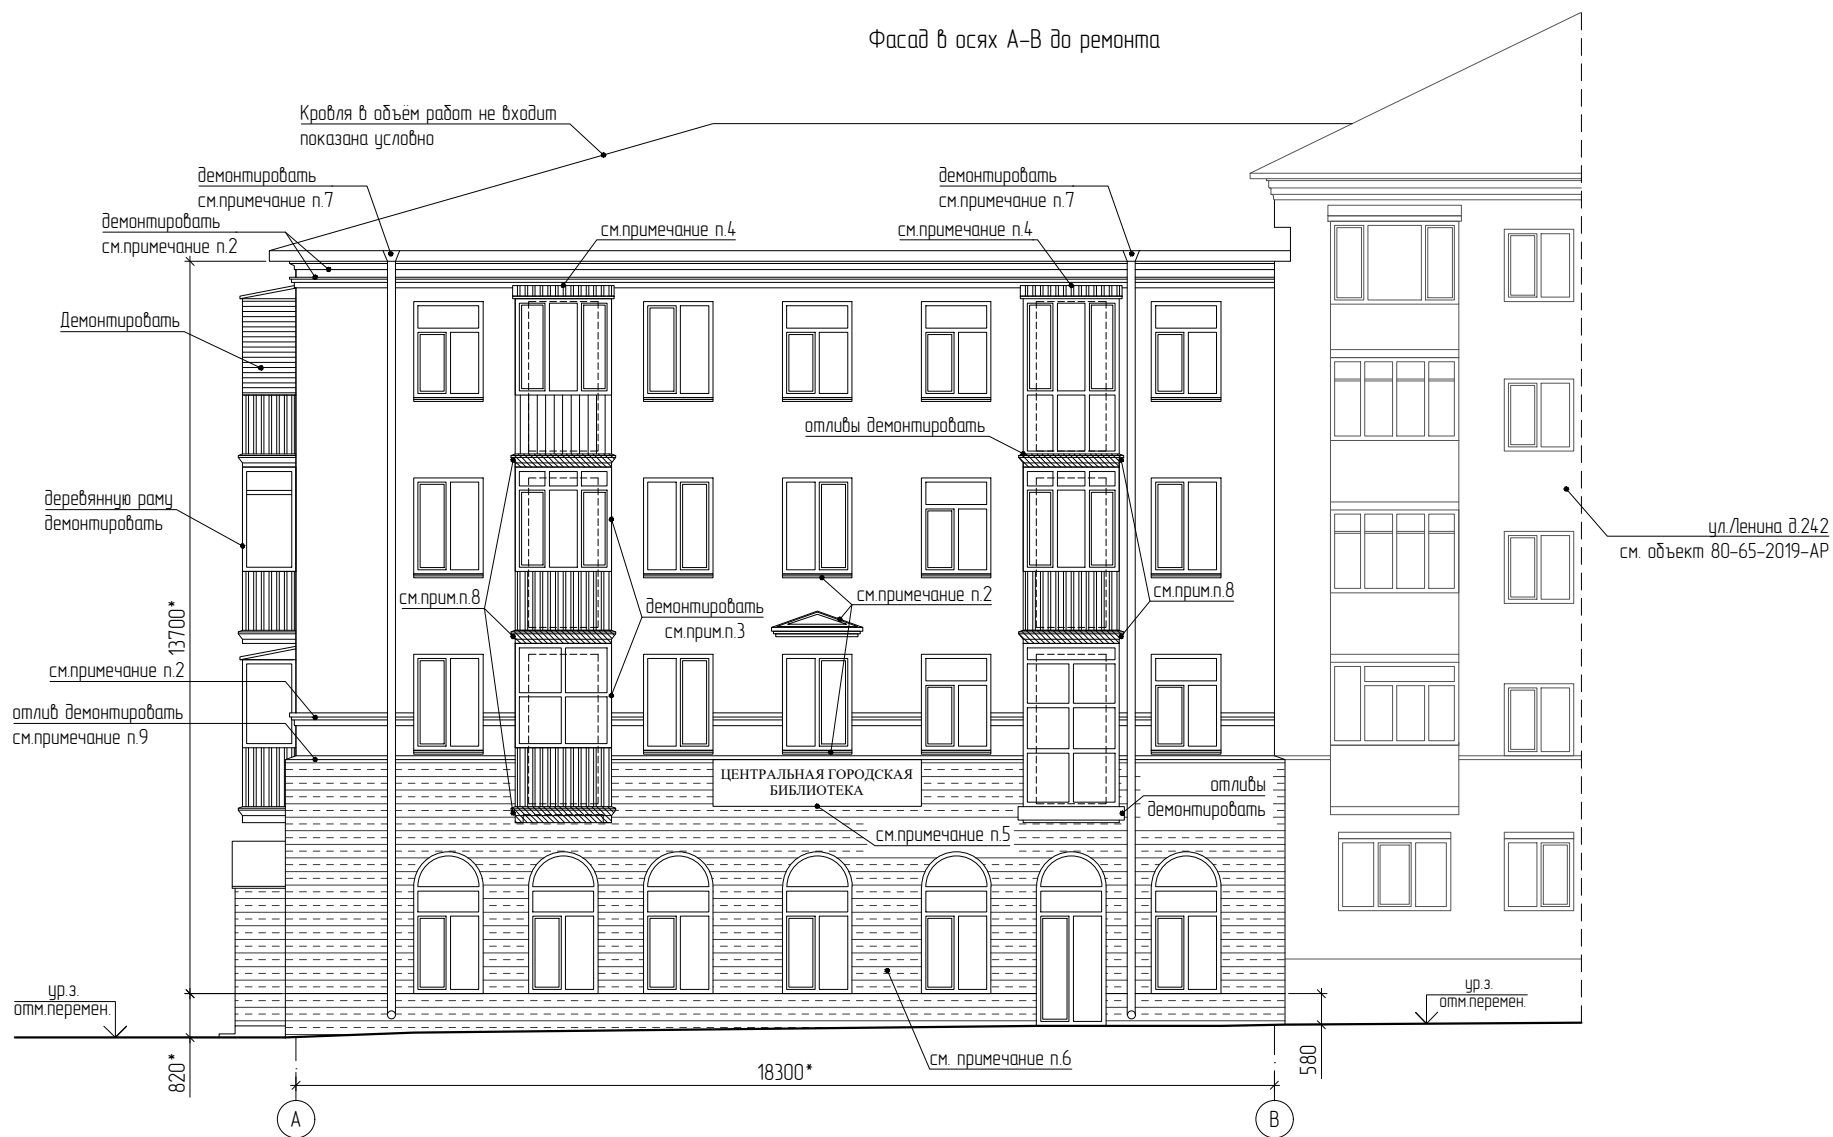 Фасад в осях А-В до ремонта
Кровля в объём работ не входит
показана условно
демонтировать
см.примечание п.7
демонтировать
см.примечание п.7
демонтировать
см.примечание п.2
см.примечание п.4
см.примечание п.4
Демонтировать
отливы демонтировать
деревянную раму
демонтировать
ул.Ленина д.242
см. объект 80-65-2019-АР
см.прим.п.8
демонтировать
см.прим.п.3
см.примечание п.2
см.прим.п.8
13700*
см.примечание п.2
отлив демонтировать
см.примечание п.9
ЦЕНТРАЛЬНАЯ ГОРОДСКАЯ
БИБЛИОТЕКА
отливы
демонтировать
см.примечание п.5
ур.з.
отм.перемен.
ур.з.
отм.перемен.
см. примечание п.6
820*
18300*
580
А
В